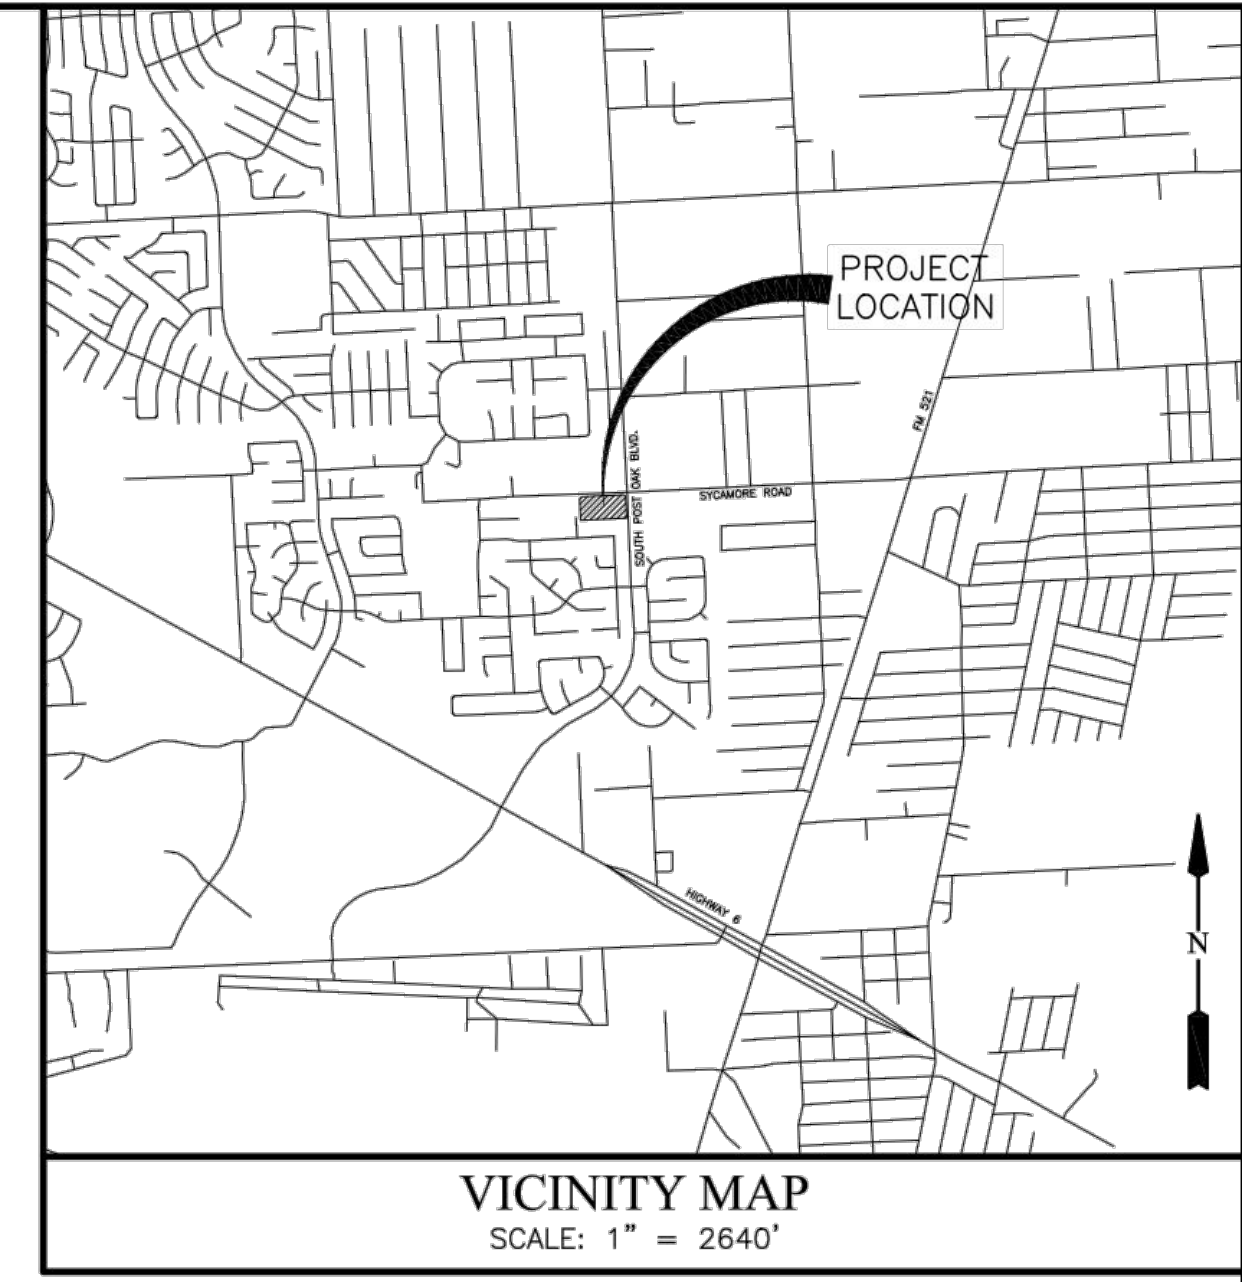 PROJECT
LOCATION
FM 521
SOUTH POST OAK BLVD.
SYCAMORE ROAD
HIGHWAY 6
N
VICINITY MAP
SCALE: 1" = 2640'